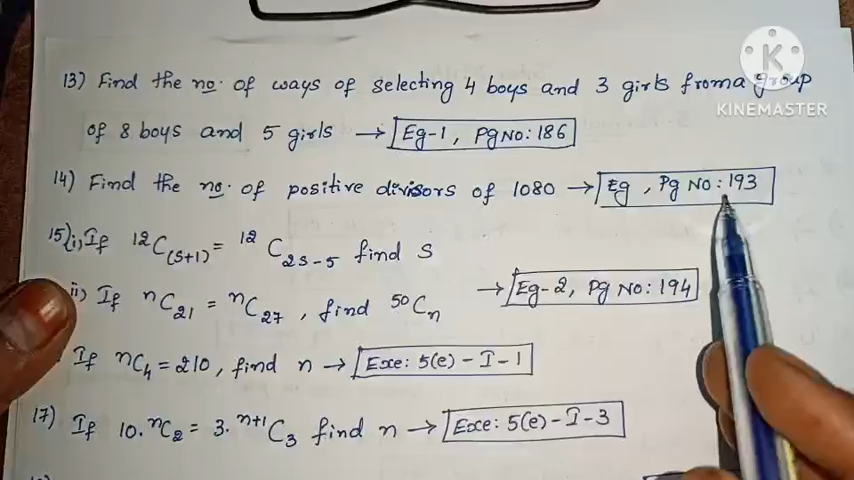 K
KINEMASTER
13) Find the no. of ways of selecting 4 boys and 3 girls from a group
of 8 boys and 5 girls → Eg-1, Pg No: 186
14) Find the no. of positive divisors of 1080 → Eg, Pg No: 193
15) i) If ¹²C₍ₛ₊₁₎ = ¹²C₂ₛ₋₅ find s
ii) If ⁿC₂₁ = ⁿC₂₇, find ⁵⁰Cₙ → Eg-2, Pg No: 194
If ⁿC₄ = 210, find n → Exe: 5(e) - I - 1
17) If 10.ⁿC₂ = 3.ⁿ⁺¹C₃ find n → Exe: 5(e) - I - 3